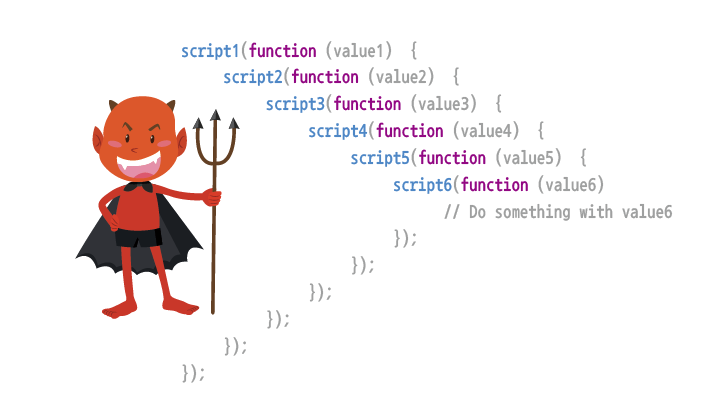 script1(function (value1)  {
script2(function (value2)  {
script3(function (value3)  {
script4(function (value4)  {
script5(function (value5)  {
script6(function (value6)
// Do something with value6
});
});
});
});
});
});